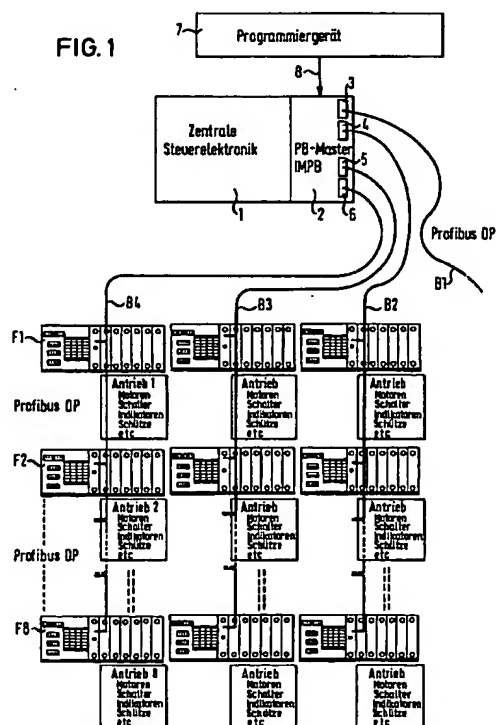 FIG.1
7
Programmiergerät
8
3
4
5
6
Zentrale
Steuerelektronik
PB-Master
IMPB
1
2
Profibus DP
B1
B4
B3
B2
F1
Profibus DP
Antrieb 1
Motoren
Schalter
Indikatoren
Schütze
etc
Antrieb
Motoren
Schalter
Indikatoren
Schütze
etc
Antrieb
Motoren
Schalter
Indikatoren
Schütze
etc
F2
Profibus DP
Antrieb 2
Motoren
Schalter
Indikatoren
Schütze
etc
Antrieb
Motoren
Schalter
Indikatoren
Schütze
etc
Antrieb
Motoren
Schalter
Indikatoren
Schütze
etc
F8
Antrieb 8
Motoren
Schalter
Indikatoren
Schütze
etc
Antrieb
Motoren
Schalter
Indikatoren
Schütze
etc
Antrieb
Motoren
Schalter
Indikatoren
Schütze
etc